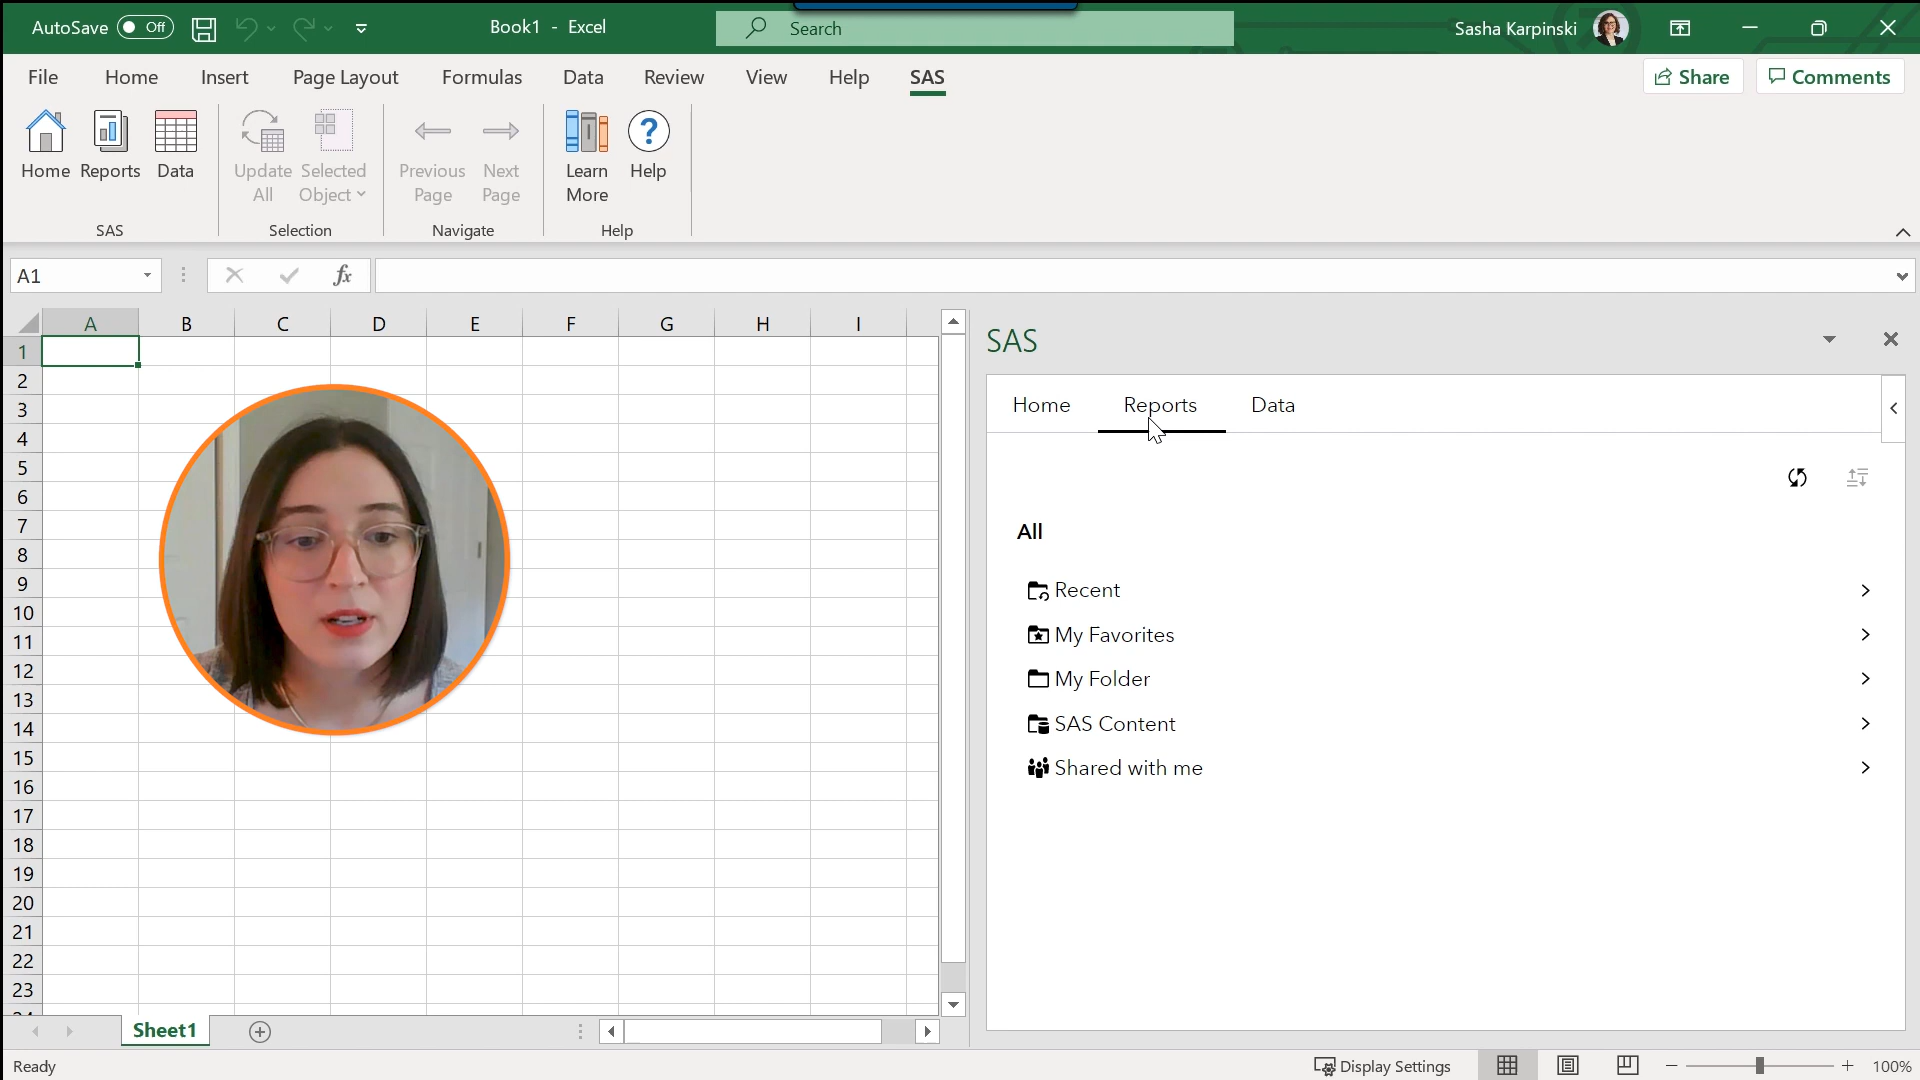 AutoSave Off
Book1 - Excel
Search
Sasha Karpinski
File Home Insert Page Layout Formulas Data Review View Help SAS
Share Comments
Home Reports Data Update All Selected Object Previous Page Next Page Learn More Help
SAS Selection Navigate Help
A1
fx
A B C D E F G H I
1
2
3
4
5
6
7
8
9
10
11
12
13
14
15
16
17
18
19
20
21
22
23
SAS
Home Reports Data
All
Recent
My Favorites
My Folder
SAS Content
Shared with me
Sheet1
Ready
Display Settings
100%